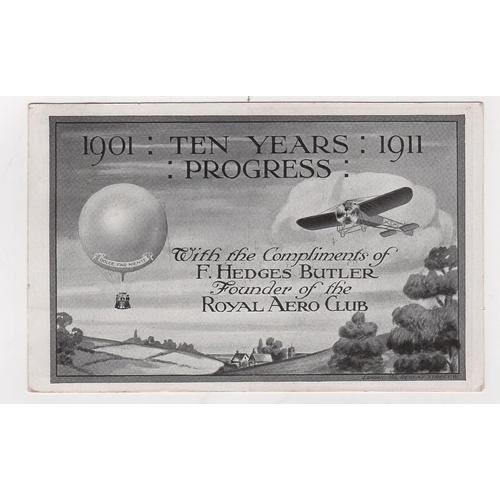 1901 : TEN YEARS : 1911
: PROGRESS :
With the Compliments of
F. HEDGES BUTLER
Founder of the
ROYAL AERO CLUB